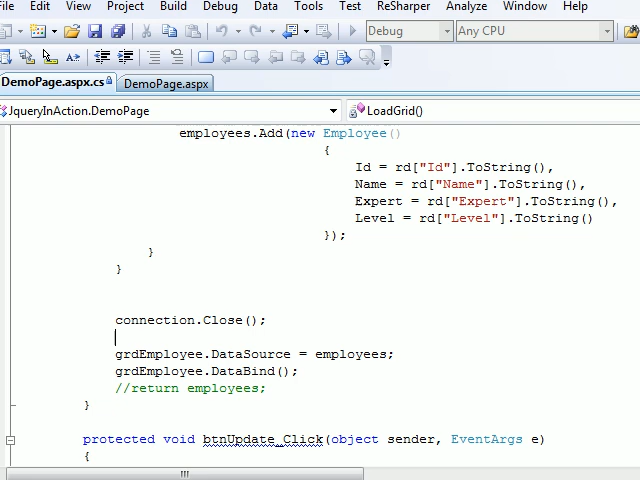 File Edit View Project Build Debug Data Tools Test ReSharper Analyze Window Help
Debug Any CPU
DemoPage.aspx.cs DemoPage.aspx
JqueryInAction.DemoPage LoadGrid()
employees.Add(new Employee()
{
Id = rd["Id"].ToString(),
Name = rd["Name"].ToString(),
Expert = rd["Expert"].ToString(),
Level = rd["Level"].ToString()
});
}
}
connection.Close();
grdEmployee.DataSource = employees;
grdEmployee.DataBind();
//return employees;
}
protected void btnUpdate_Click(object sender, EventArgs e)
{